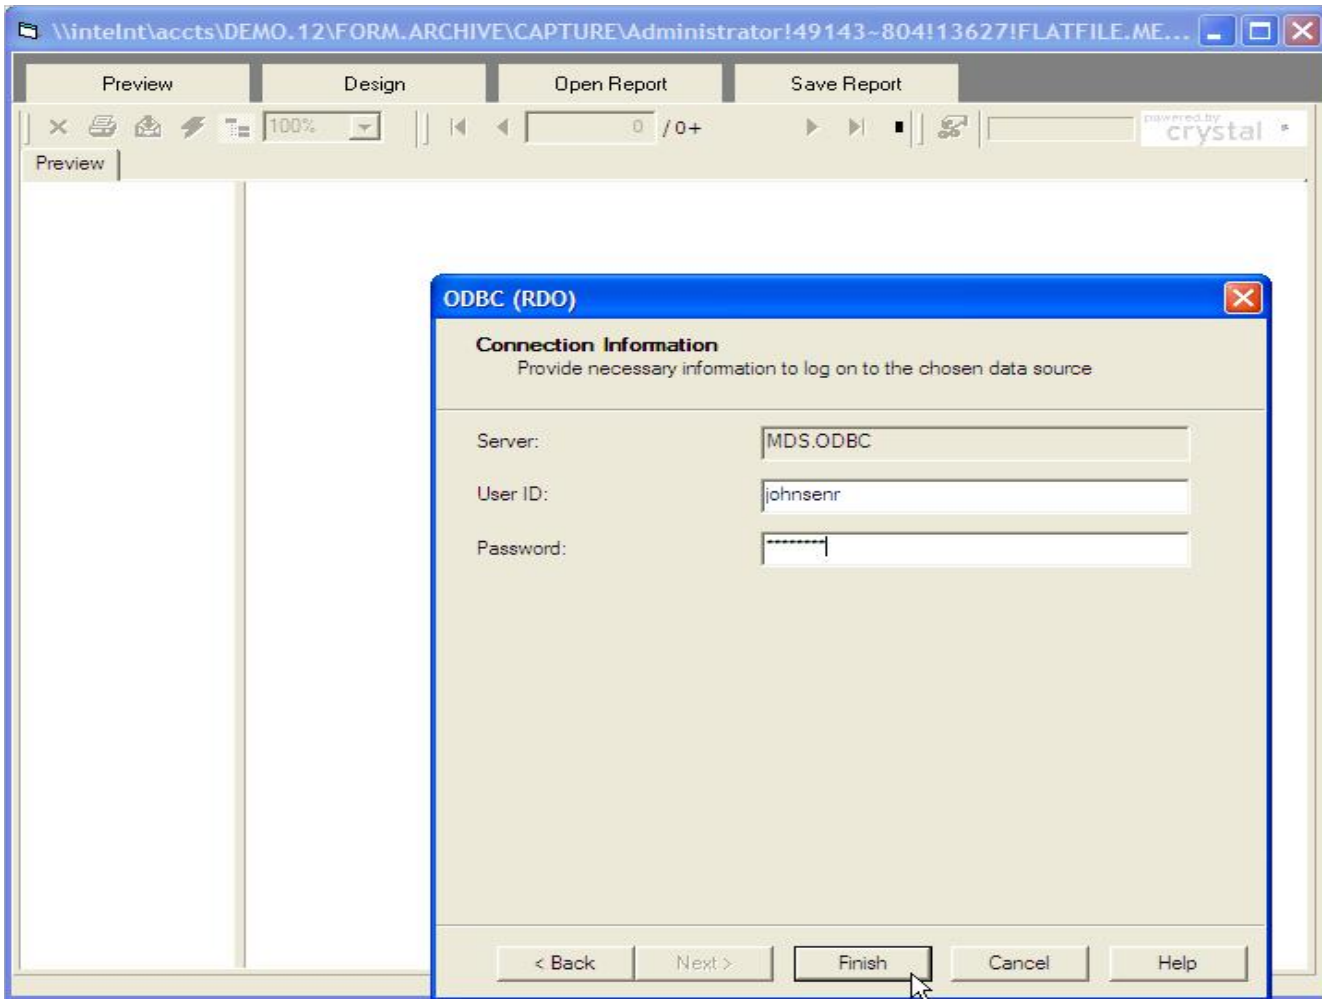 \\intelnt\accts\DEMO.12\FORM.ARCHIVE\CAPTURE\Administrator!49143~804!13627!FLATFILE.ME...
Preview Design Open Report Save Report
100% 0 / 0+ powered by crystal
Preview
ODBC (RDO)
Connection Information
Provide necessary information to log on to the chosen data source
Server: MDS.ODBC
User ID: johnsenr
Password: ********
< Back Next > Finish Cancel Help